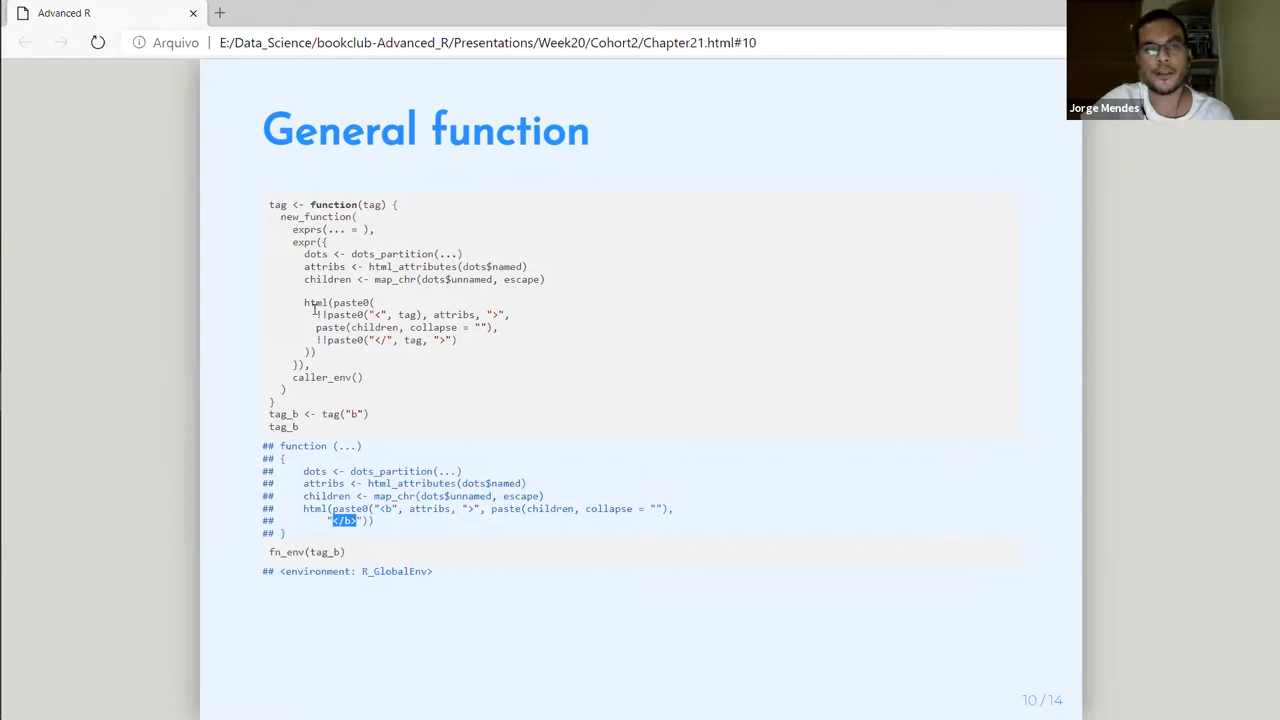 Advanced R
Arquivo | E:/Data_Science/bookclub-Advanced_R/Presentations/Week20/Cohort2/Chapter21.html#10
Jorge Mendes
General function
tag <- function(tag) {
  new_function(
    exprs(... = ),
    expr({
      dots <- dots_partition(...)
      attribs <- html_attributes(dots$named)
      children <- map_chr(dots$unnamed, escape)
      html(paste0(
        !!paste0("<", tag), attribs, ">",
        paste(children, collapse = ""),
        !!paste0("</", tag, ">")
      ))
    }),
    caller_env()
  )
}
tag_b <- tag("b")
tag_b
## function (...)
## {
##     dots <- dots_partition(...)
##     attribs <- html_attributes(dots$named)
##     children <- map_chr(dots$unnamed, escape)
##     html(paste0("<b", attribs, ">", paste(children, collapse = ""),
##         "</b>"))
## }
fn_env(tag_b)
## <environment: R_GlobalEnv>
10 / 14